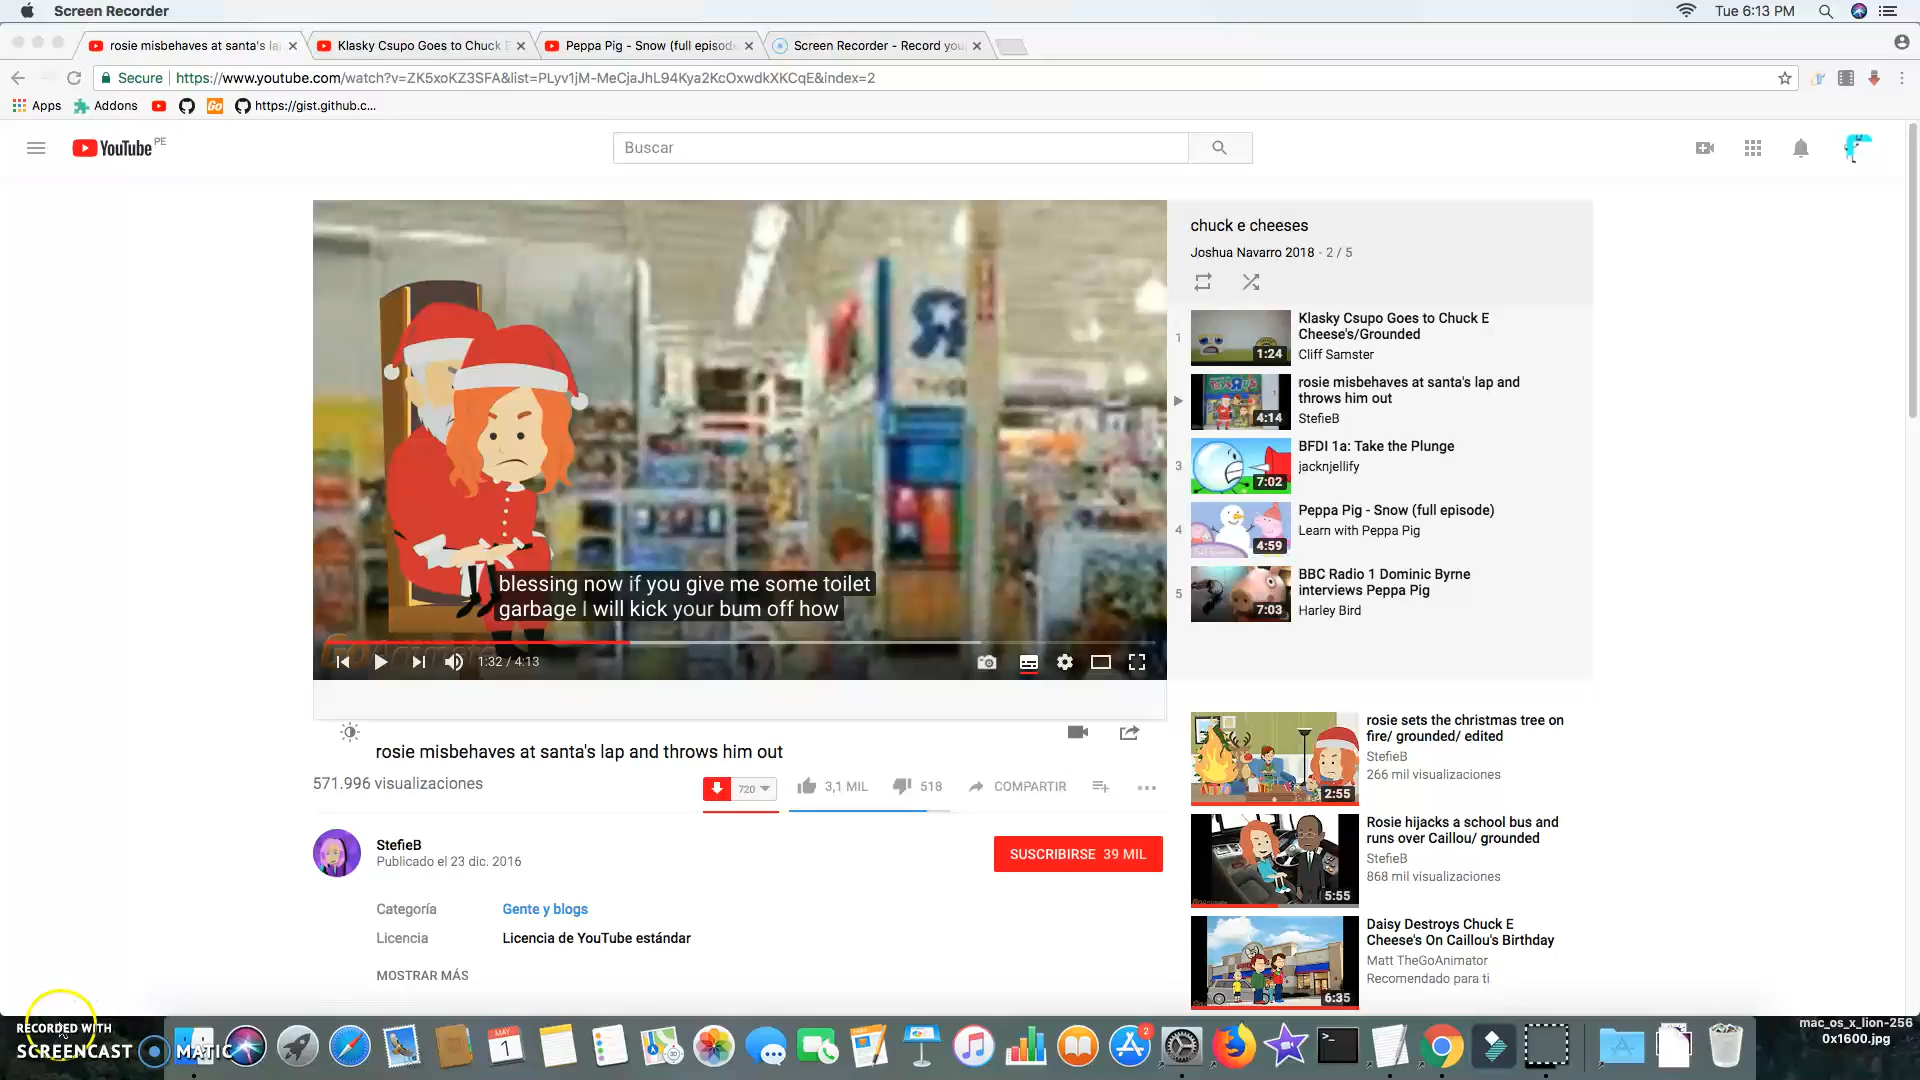 Screen Recorder
Tue 6:13 PM
rosie misbehaves at santa's la
Klasky Csupo Goes to Chuck E
Peppa Pig - Snow (full episode
Screen Recorder - Record you
Secure
https://www.youtube.com/watch?v=ZK5xoKZ3SFA&list=PLyv1jM-MeCjaJhL94Kya2KcOxwdkXKCqE&index=2
Apps
Addons
Go
https://gist.github.c...
YouTube PE
Buscar
blessing now if you give me some toilet
garbage I will kick your bum off how
1:32 / 4:13
chuck e cheeses
Joshua Navarro 2018 - 2 / 5
1
Klasky Csupo Goes to Chuck E
Cheese's/Grounded
Cliff Samster
1:24
rosie misbehaves at santa's lap and
throws him out
StefieB
4:14
3
BFDI 1a: Take the Plunge
jacknjellify
7:02
4
Peppa Pig - Snow (full episode)
Learn with Peppa Pig
4:59
5
BBC Radio 1 Dominic Byrne
interviews Peppa Pig
Harley Bird
7:03
rosie misbehaves at santa's lap and throws him out
571.996 visualizaciones
720
3,1 MIL
518
COMPARTIR
StefieB
Publicado el 23 dic. 2016
SUSCRIBIRSE 39 MIL
Categoría
Gente y blogs
Licencia
Licencia de YouTube estándar
MOSTRAR MÁS
rosie sets the christmas tree on
fire/ grounded/ edited
StefieB
266 mil visualizaciones
2:55
Rosie hijacks a school bus and
runs over Caillou/ grounded
StefieB
868 mil visualizaciones
5:55
Daisy Destroys Chuck E
Cheese's On Caillou's Birthday
Matt TheGoAnimator
Recomendado para ti
6:35
RECORDED WITH
SCREENCAST MATIC
MAY
1
2
mac_os_x_lion-256
0x1600.jpg